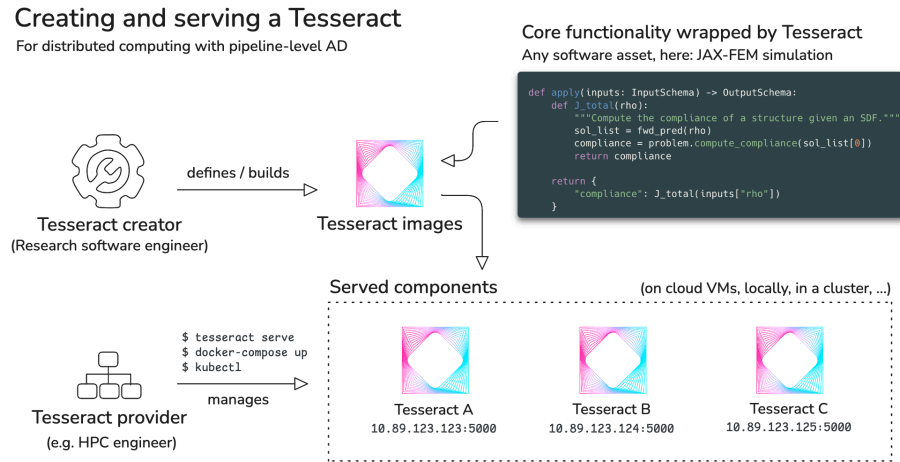 Creating and serving a Tesseract
For distributed computing with pipeline-level AD
Core functionality wrapped by Tesseract
Any software asset, here: JAX-FEM simulation
def apply(inputs: InputSchema) -> OutputSchema:
    def J_total(rho):
        """Compute the compliance of a structure given an SDF."""
        sol_list = fwd_pred(rho)
        compliance = problem.compute_compliance(sol_list[0])
        return compliance
    return {
        "compliance": J_total(inputs["rho"])
    }
defines / builds
Tesseract creator
(Research software engineer)
Tesseract images
Served components
(on cloud VMs, locally, in a cluster, ...)
$ tesseract serve
$ docker-compose up
$ kubectl
manages
Tesseract provider
(e.g. HPC engineer)
Tesseract A
10.89.123.123:5000
Tesseract B
10.89.123.124:5000
Tesseract C
10.89.123.125:5000